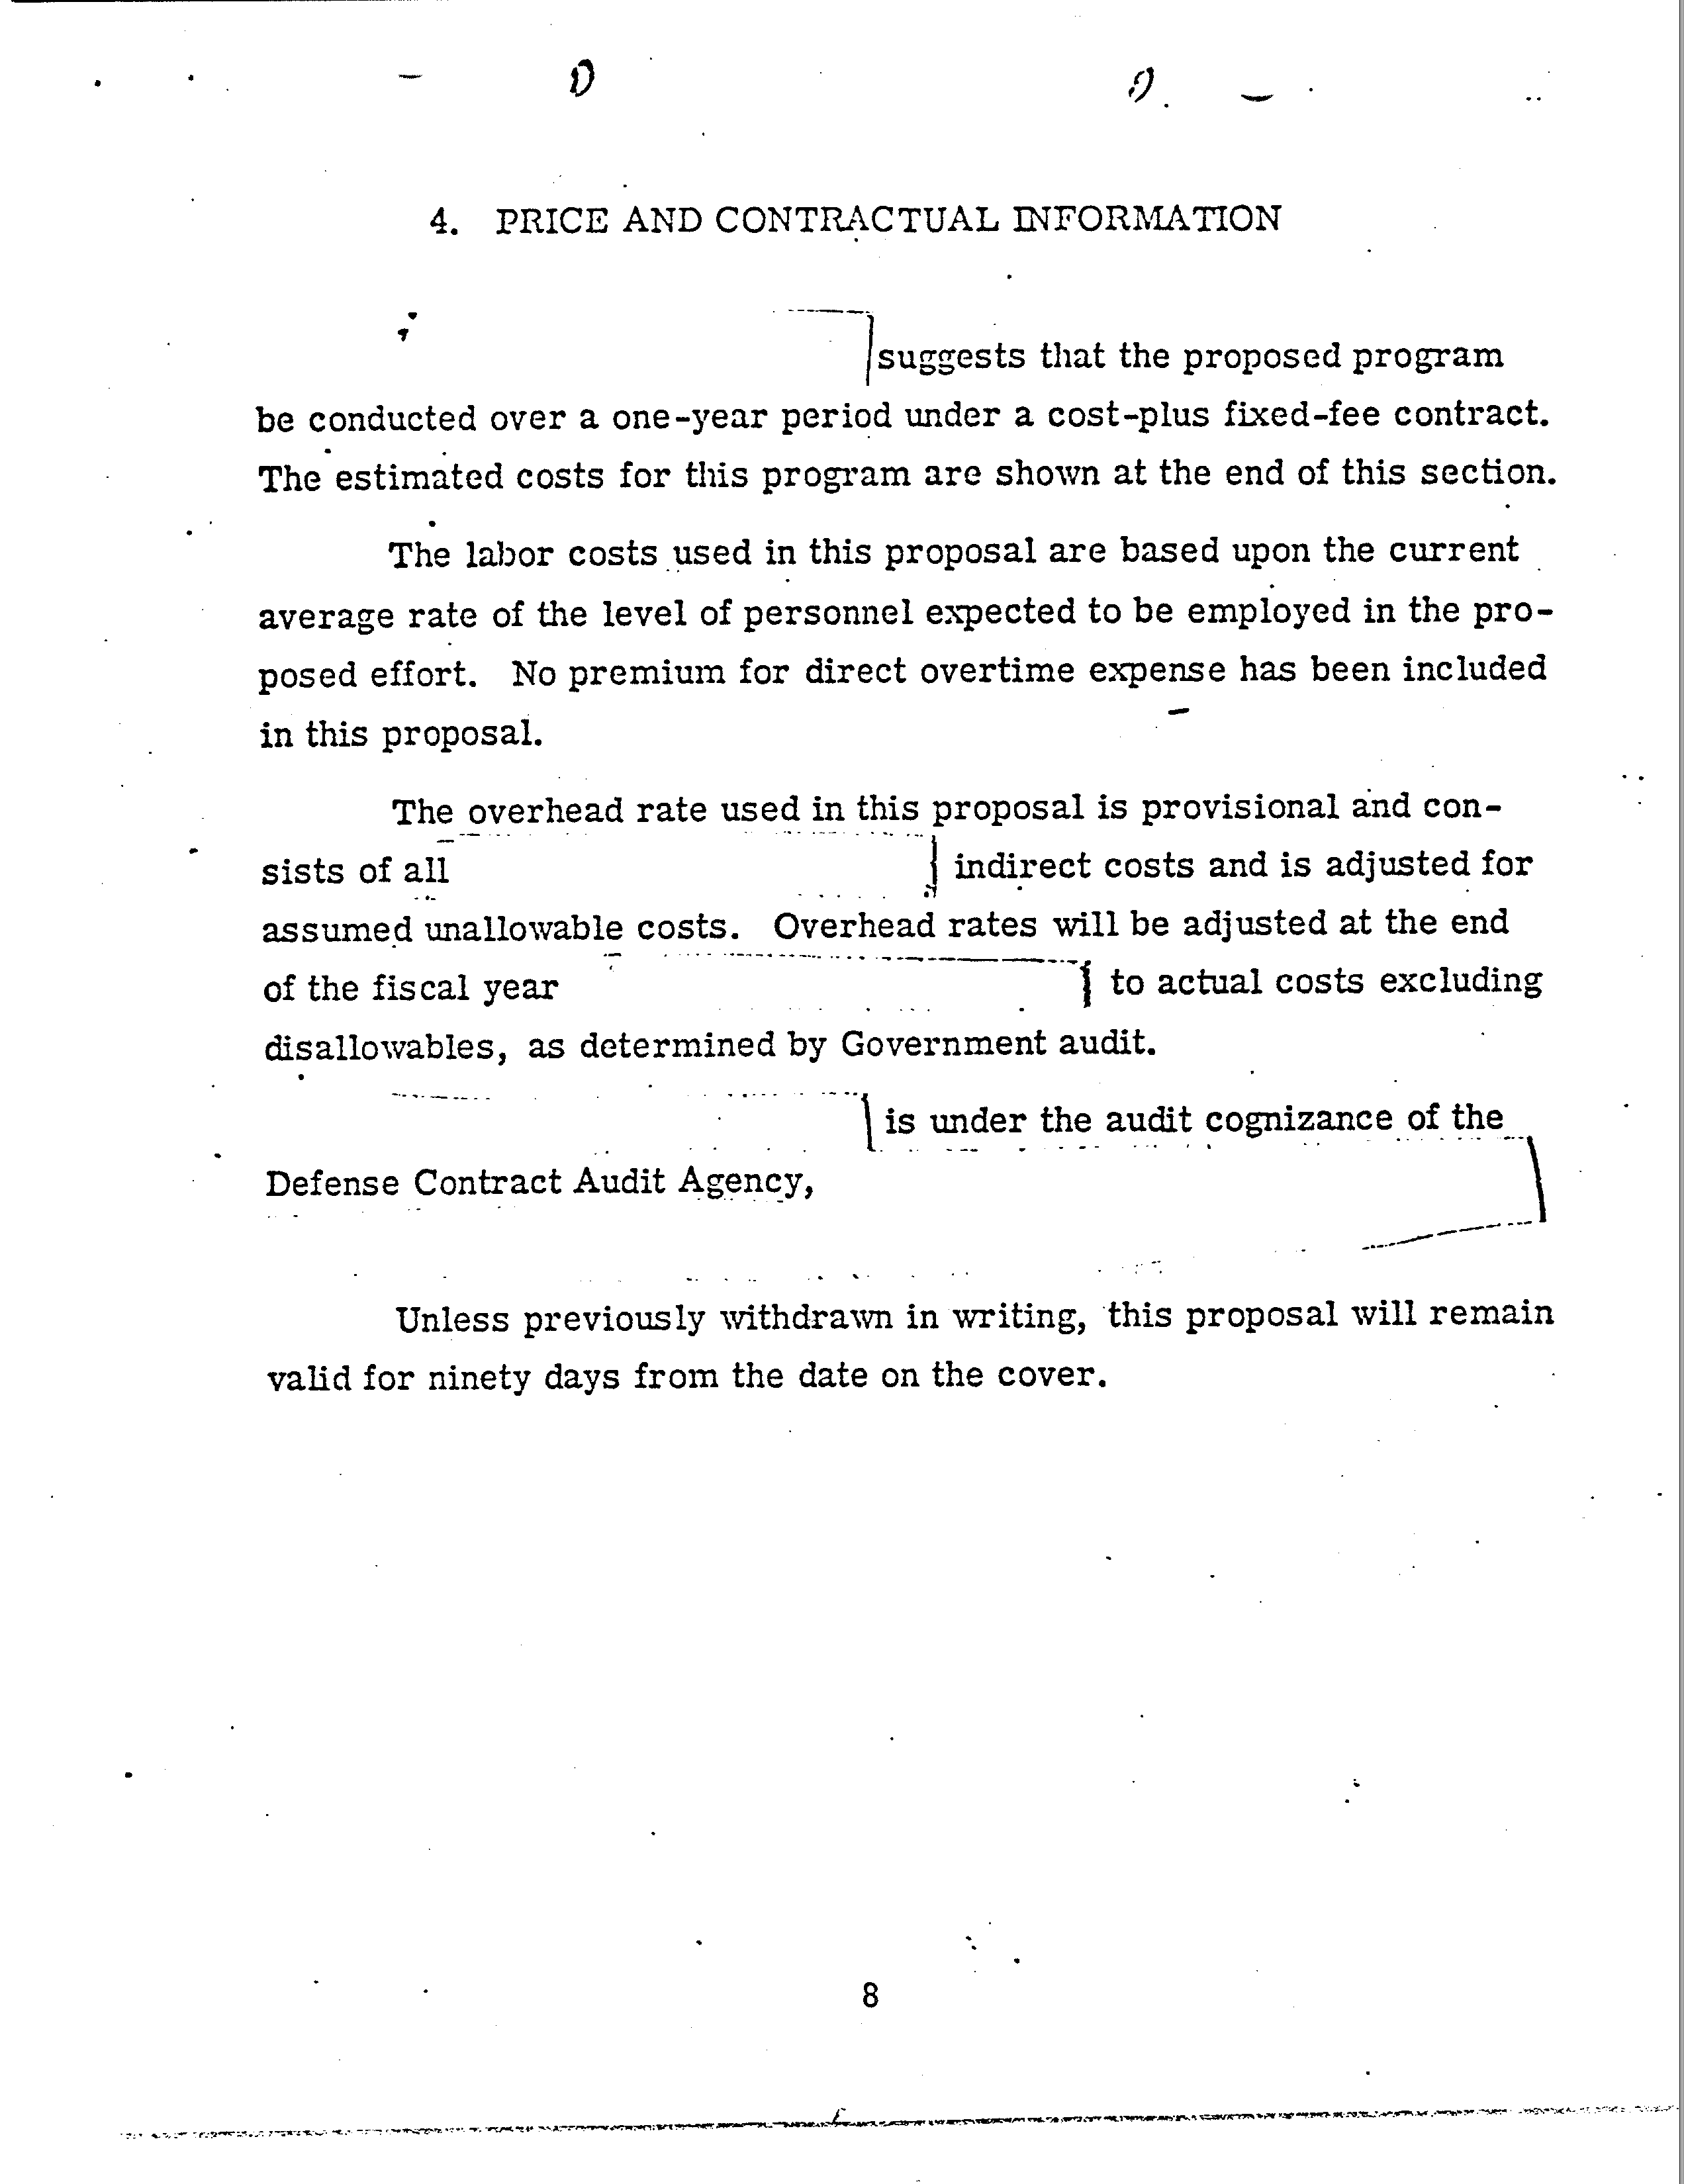 4. PRICE AND CONTRACTUAL INFORMATION
suggests that the proposed program
be conducted over a one-year period under a cost-plus fixed-fee contract.
The estimated costs for this program are shown at the end of this section.
The labor costs used in this proposal are based upon the current
average rate of the level of personnel expected to be employed in the pro-
posed effort. No premium for direct overtime expense has been included
in this proposal.
The overhead rate used in this proposal is provisional and con-
sists of all indirect costs and is adjusted for
assumed unallowable costs. Overhead rates will be adjusted at the end
of the fiscal year to actual costs excluding
disallowables, as determined by Government audit.
is under the audit cognizance of the
Defense Contract Audit Agency,
Unless previously withdrawn in writing, this proposal will remain
valid for ninety days from the date on the cover.
8